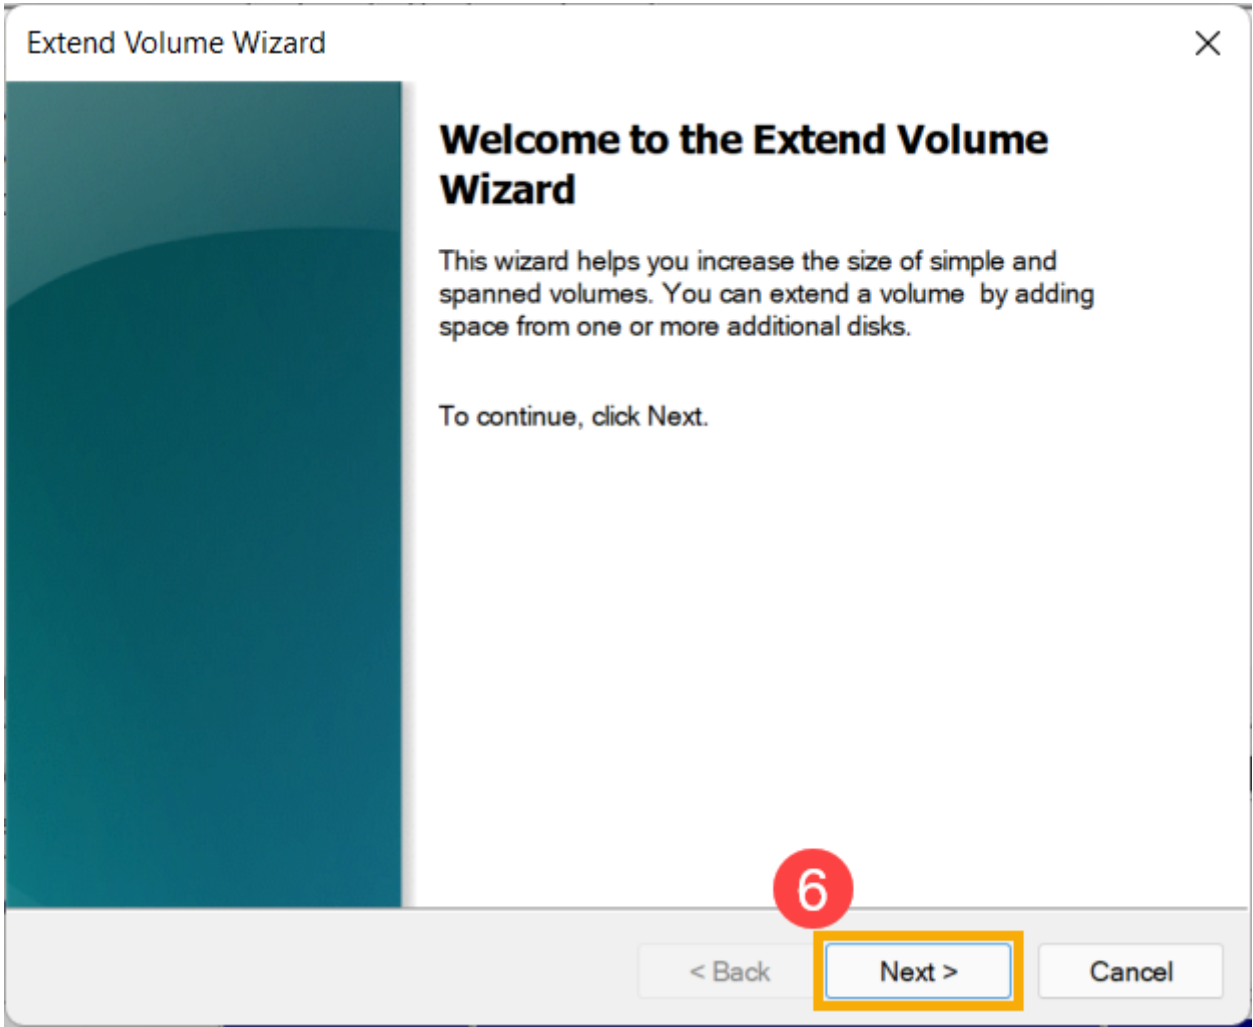 Extend Volume Wizard
Welcome to the Extend Volume
Wizard
This wizard helps you increase the size of simple and
spanned volumes. You can extend a volume  by adding
space from one or more additional disks.
To continue, click Next.
6
< Back
Next >
Cancel